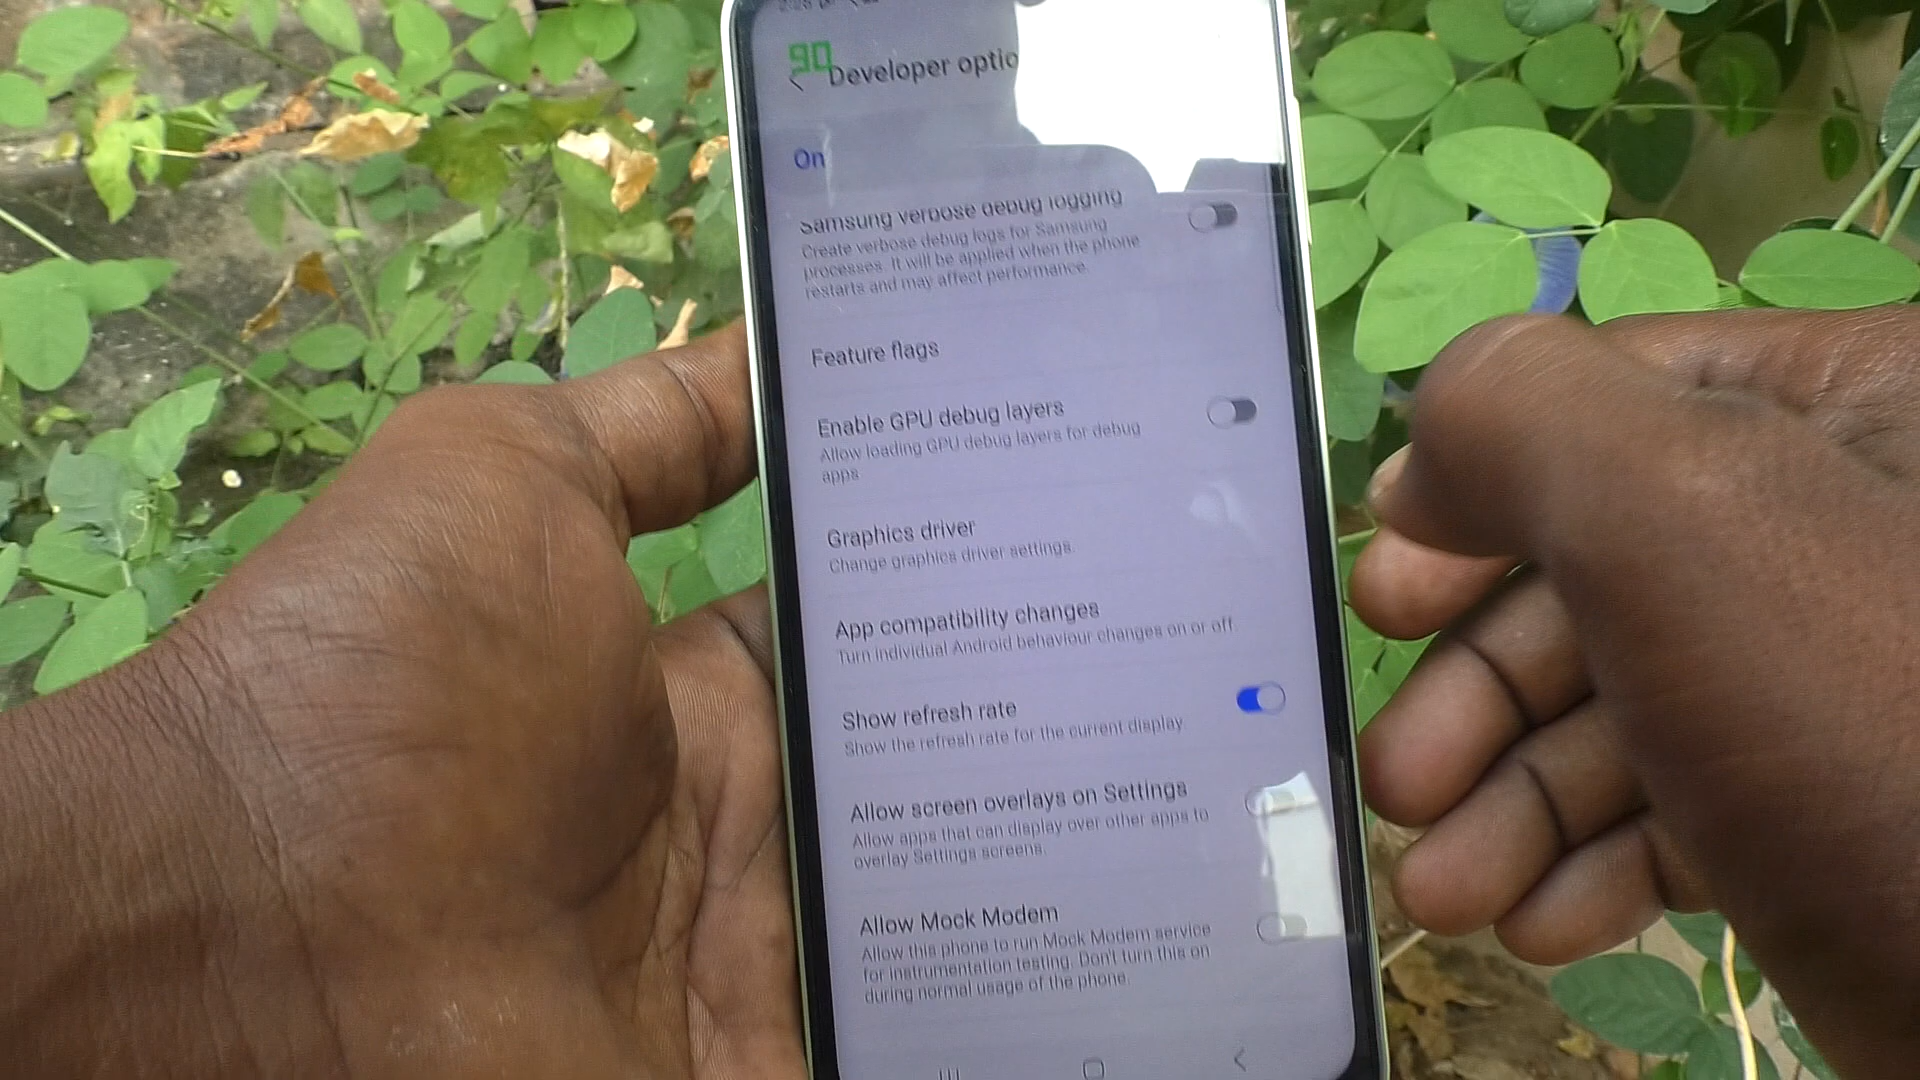 90
Developer optio
On
Samsung verbose debug logging
Create verbose debug logs for Samsung
processes. It will be applied when the phone
restarts and may affect performance.
Feature flags
Enable GPU debug layers
Allow loading GPU debug layers for debug
apps
Graphics driver
Change graphics driver settings.
App compatibility changes
Turn individual Android behaviour changes on or off.
Show refresh rate
Show the refresh rate for the current display.
Allow screen overlays on Settings
Allow apps that can display over other apps to
overlay Settings screens.
Allow Mock Modem
Allow this phone to run Mock Modem service
for instrumentation testing. Don't turn this on
during normal usage of the phone.